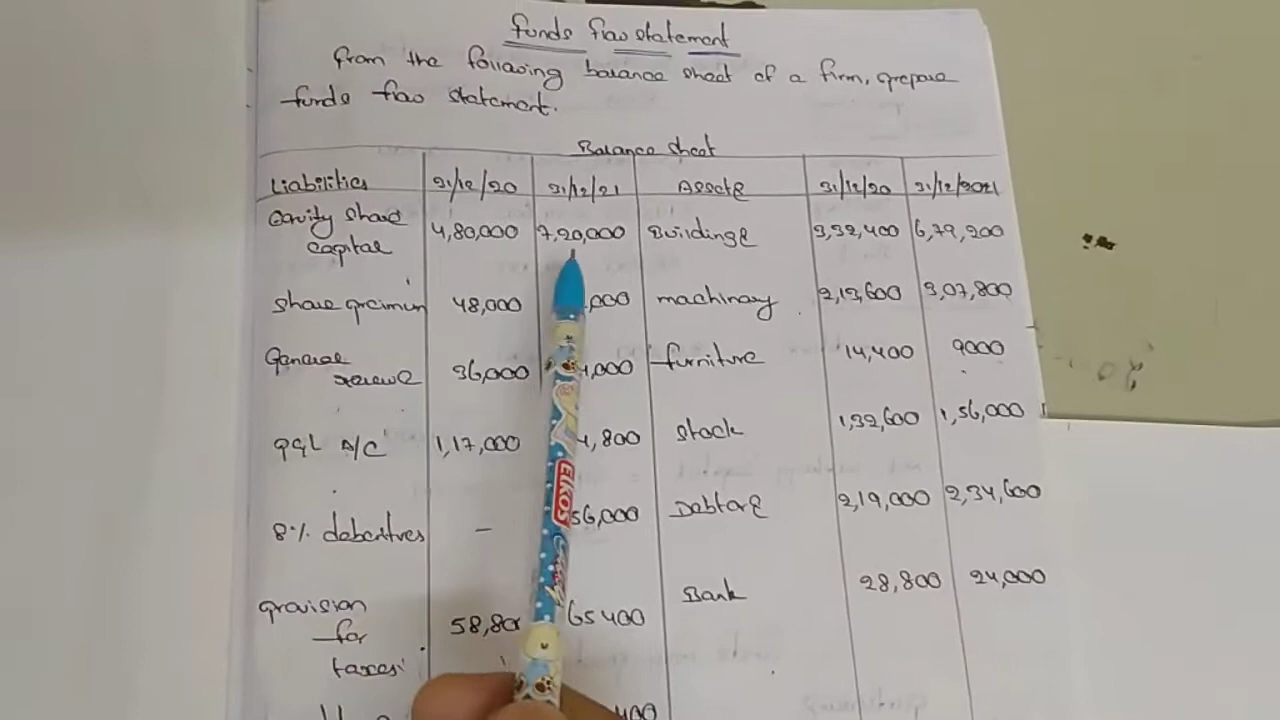 Funds flow statement
From the following balance sheet of a firm, prepare
funds flow statement.
Balance sheet
Liabilities 31/12/20 31/12/21 Assets 31/12/20 31/12/2021
Equity share capital 4,80,000 7,20,000 Buildings 3,32,400 6,79,200
share premium 48,000 ,000 machinary 2,13,600 3,07,800
General reserve 36,000 ,000 furniture 14,400 9000
P&L A/C 1,17,000 ,800 Stock 1,32,600 1,56,000
8% debentures - 56,000 Debtors 2,19,000 2,34,600
provision for taxes 58,80 65400 Bank 28,800 24,000
ELKOS